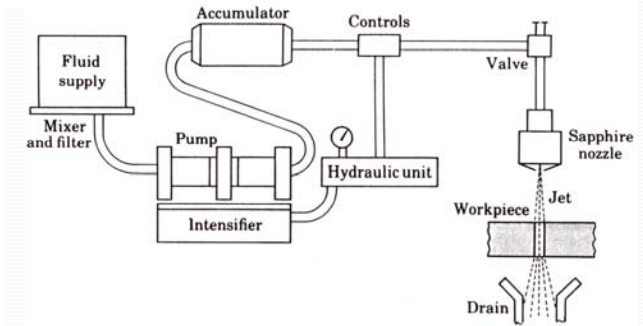 Accumulator
Controls
Fluid
supply
Valve
Mixer
and filter
Pump
Sapphire
nozzle
Hydraulic unit
Jet
Workpiece
Intensifier
Drain